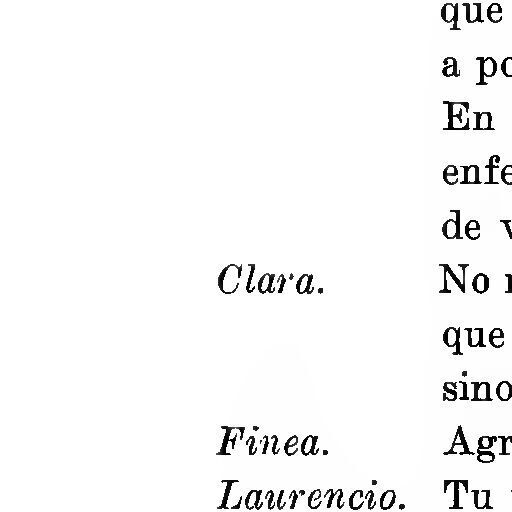 que
a po
En
enfe
de v
Clara. No
que
sino
Finea. Agr
Laurencio. Tu